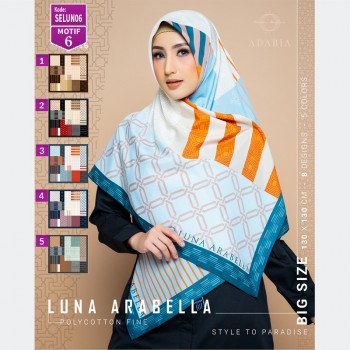 Kode:
SELUN06
MOTIF
6
ADABIA
1
2
3
4
5
LUNA ARABELLA
LUNA ARABELLA
POLYCOTTON FINE
STYLE TO PARADISE
BIG SIZE
130 X 130 CM – 8 DESIGNS – 5 COLORS